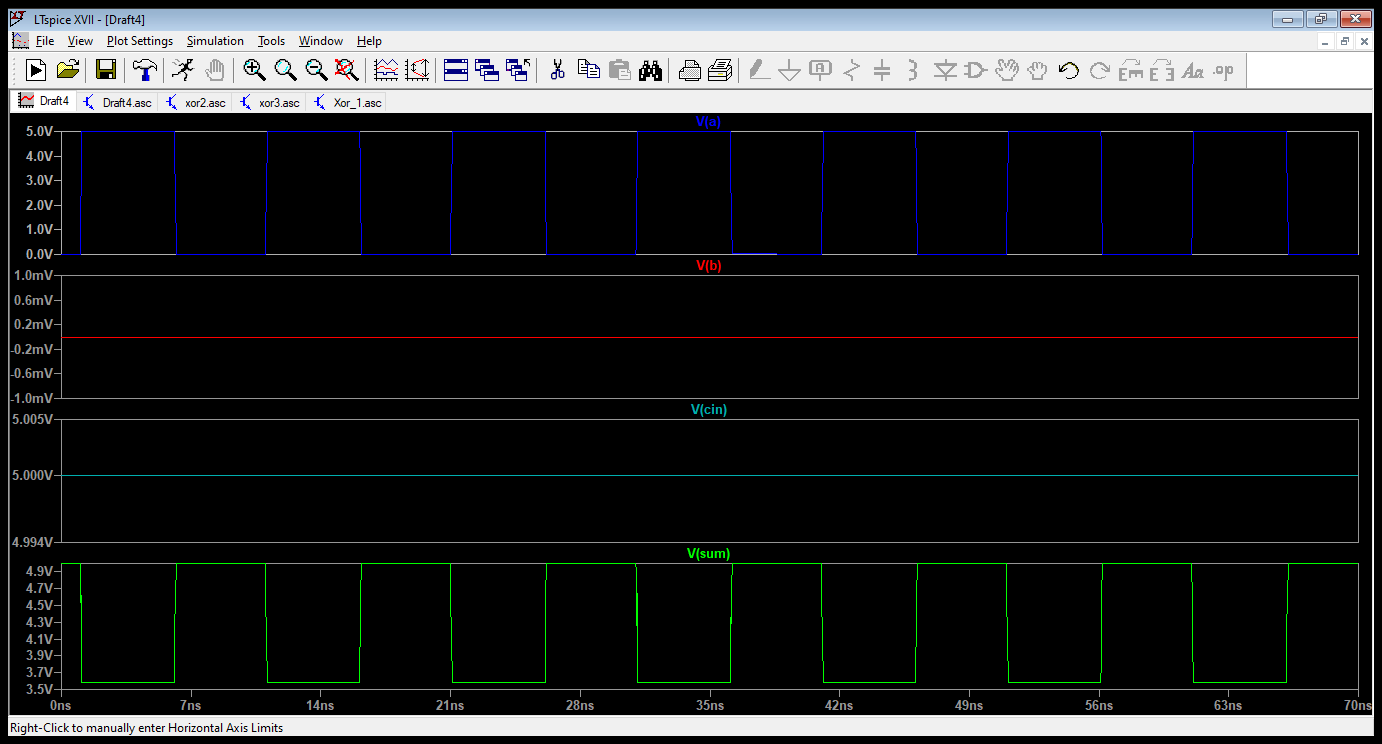 LTspice XVII - [Draft4]
File View Plot Settings Simulation Tools Window Help
Draft4 Draft4.asc xor2.asc xor3.asc Xor_1.asc
V(a)
5.0V
4.0V
3.0V
2.0V
1.0V
0.0V
V(b)
1.0mV
0.6mV
0.2mV
-0.2mV
-0.6mV
-1.0mV
V(cin)
5.005V
5.000V
4.994V
V(sum)
4.9V
4.7V
4.5V
4.3V
4.1V
3.9V
3.7V
3.5V
0ns 7ns 14ns 21ns 28ns 35ns 42ns 49ns 56ns 63ns 70ns
Right-Click to manually enter Horizontal Axis Limits